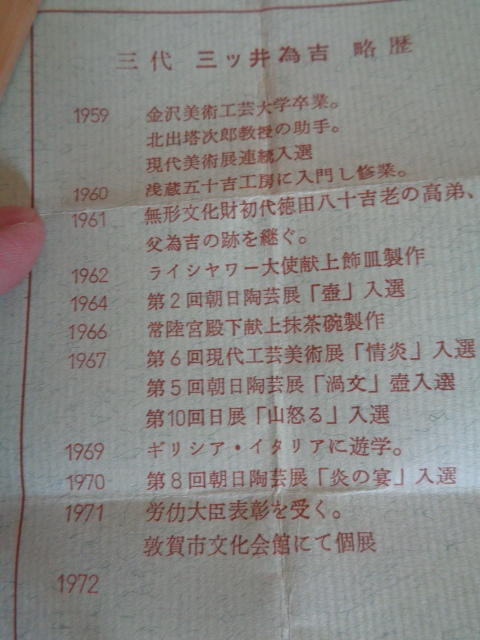 三代 三ッ井為吉 略歴
1959 金沢美術工芸大学卒業。
北出塔次郎教授の助手。
現代美術展連続入選
1960 浅蔵五十吉工房に入門し修業。
1961 無形文化財初代徳田八十吉老の高弟、
父為吉の跡を継ぐ。
1962 ライシャワー大使献上飾皿製作
1964 第2回朝日陶芸展「壺」入選
1966 常陸宮殿下献上抹茶碗製作
1967 第6回現代工芸美術展「情炎」入選
第5回朝日陶芸展「渦文」壺入選
第10回日展「山怒る」入選
1969 ギリシア・イタリアに遊学。
1970 第8回朝日陶芸展「炎の宴」入選
1971 労仂大臣表彰を受く。
敦賀市文化会館にて個展
1972